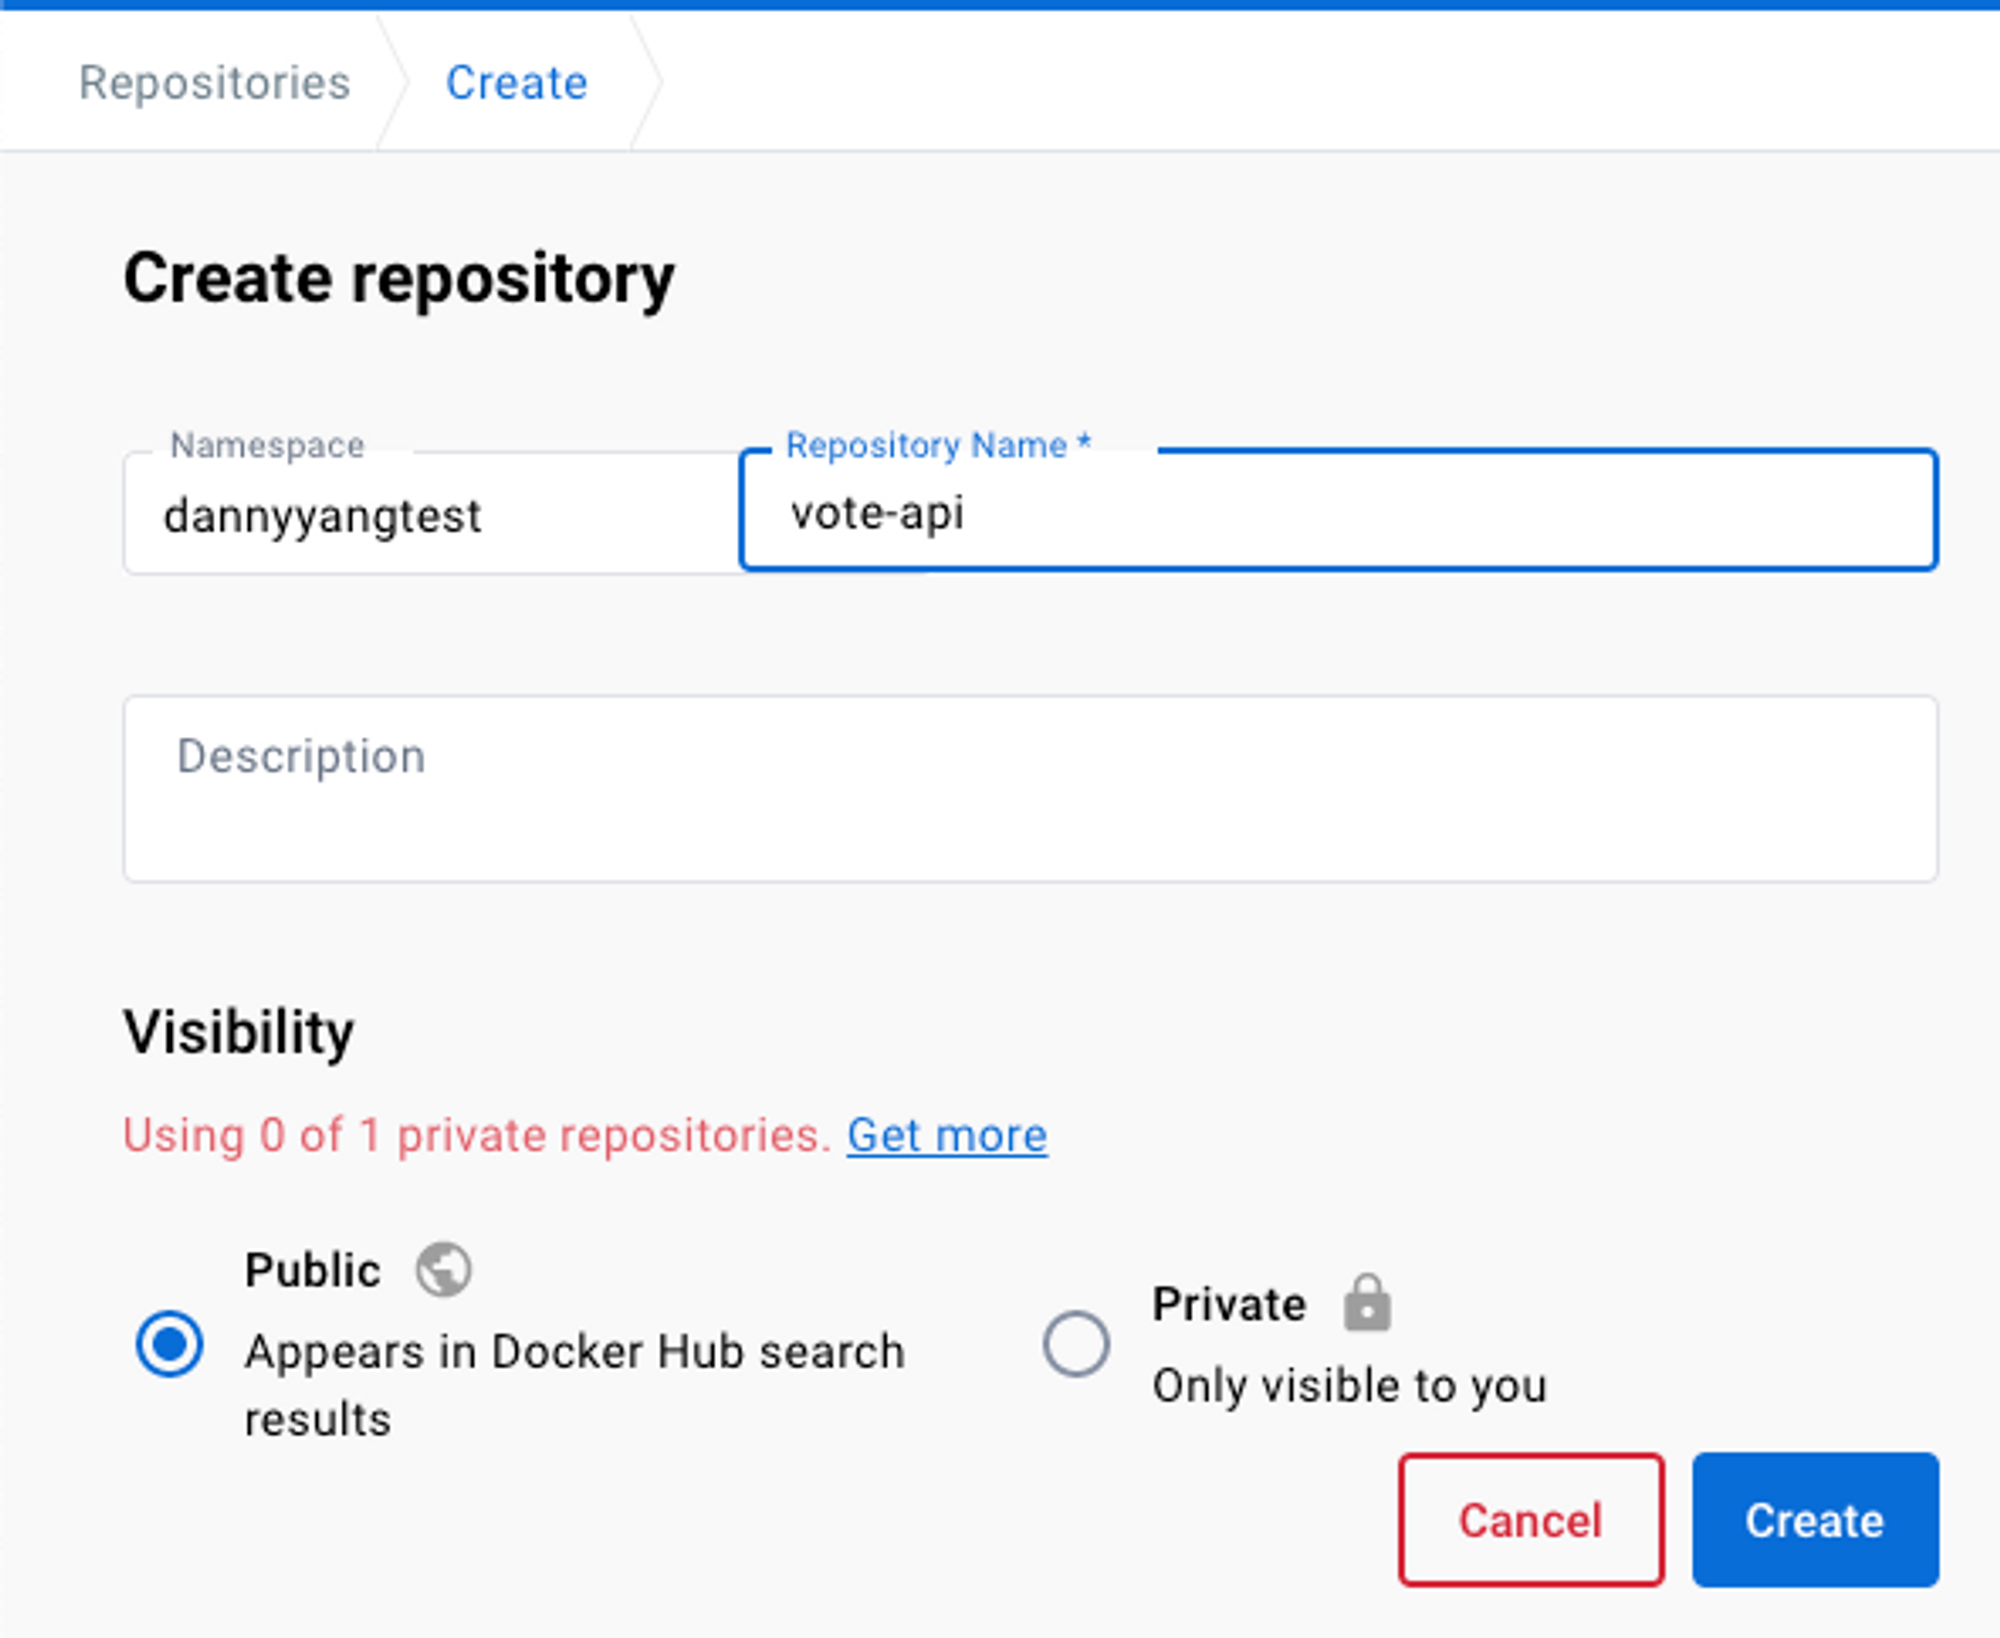 Repositories Create
Create repository
Namespace
dannyyangtest
Repository Name *
vote-api
Description
Visibility
Using 0 of 1 private repositories. Get more
Public
Appears in Docker Hub search
results
Private
Only visible to you
Cancel
Create